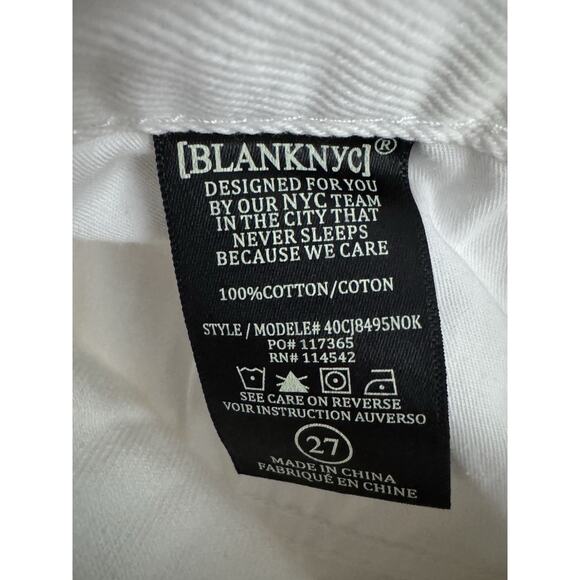 [BLANKNYC]®
DESIGNED FOR YOU
BY OUR NYC TEAM
IN THE CITY THAT
NEVER SLEEPS
BECAUSE WE CARE
100%COTTON/COTON
STYLE / MODELE# 40CJ8495NOK
PO# 117365
RN# 114542
SEE CARE ON REVERSE
VOIR INSTRUCTION AUVERSO
27
MADE IN CHINA
FABRIQUÉ EN CHINE